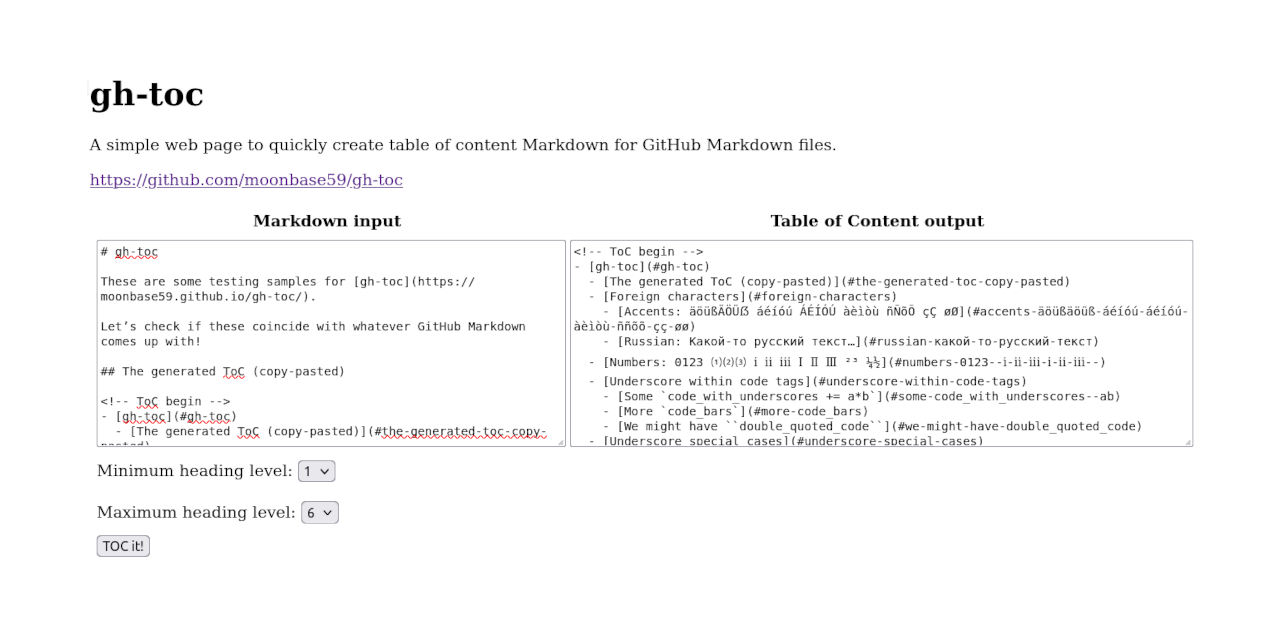 gh-toc
A simple web page to quickly create table of content Markdown for GitHub Markdown files.
https://github.com/moonbase59/gh-toc
Markdown input
# gh-toc
These are some testing samples for [gh-toc](https://
moonbase59.github.io/gh-toc/).
Let’s check if these coincide with whatever GitHub Markdown
comes up with!
## The generated ToC (copy-pasted)
<!-- ToC begin -->
- [gh-toc](#gh-toc)
  - [The generated ToC (copy-pasted)](#the-generated-toc-copy-
pasted)
Table of Content output
<!-- ToC begin -->
- [gh-toc](#gh-toc)
  - [The generated ToC (copy-pasted)](#the-generated-toc-copy-pasted)
  - [Foreign characters](#foreign-characters)
    - [Accents: äöüßÄÖÜẞ áéíóú ÁÉÍÓÚ àèìòù ñÑõÕ çÇ øØ](#accents-äöüßäöüß-áéíóú-áéíóú-
àèìòù-ññõõ-çç-øø)
    - [Russian: Какой-то русский текст…](#russian-какой-то-русский-текст)
  - [Numbers: 0123 ⑴⑵⑶ ⅰ ⅱ ⅲ Ⅰ Ⅱ Ⅲ ²³ ¼½](#numbers-0123--ⅰ-ⅱ-ⅲ-ⅰ-ⅱ-ⅲ--)
  - [Underscore within code tags](#underscore-within-code-tags)
    - [Some `code_with_underscores += a*b`](#some-code_with_underscores--ab)
    - [More `code_bars`](#more-code_bars)
    - [We might have ``double_quoted_code``](#we-might-have-double_quoted_code)
  - [Underscore special cases](#underscore-special-cases)
Minimum heading level: 1
Maximum heading level: 6
TOC it!